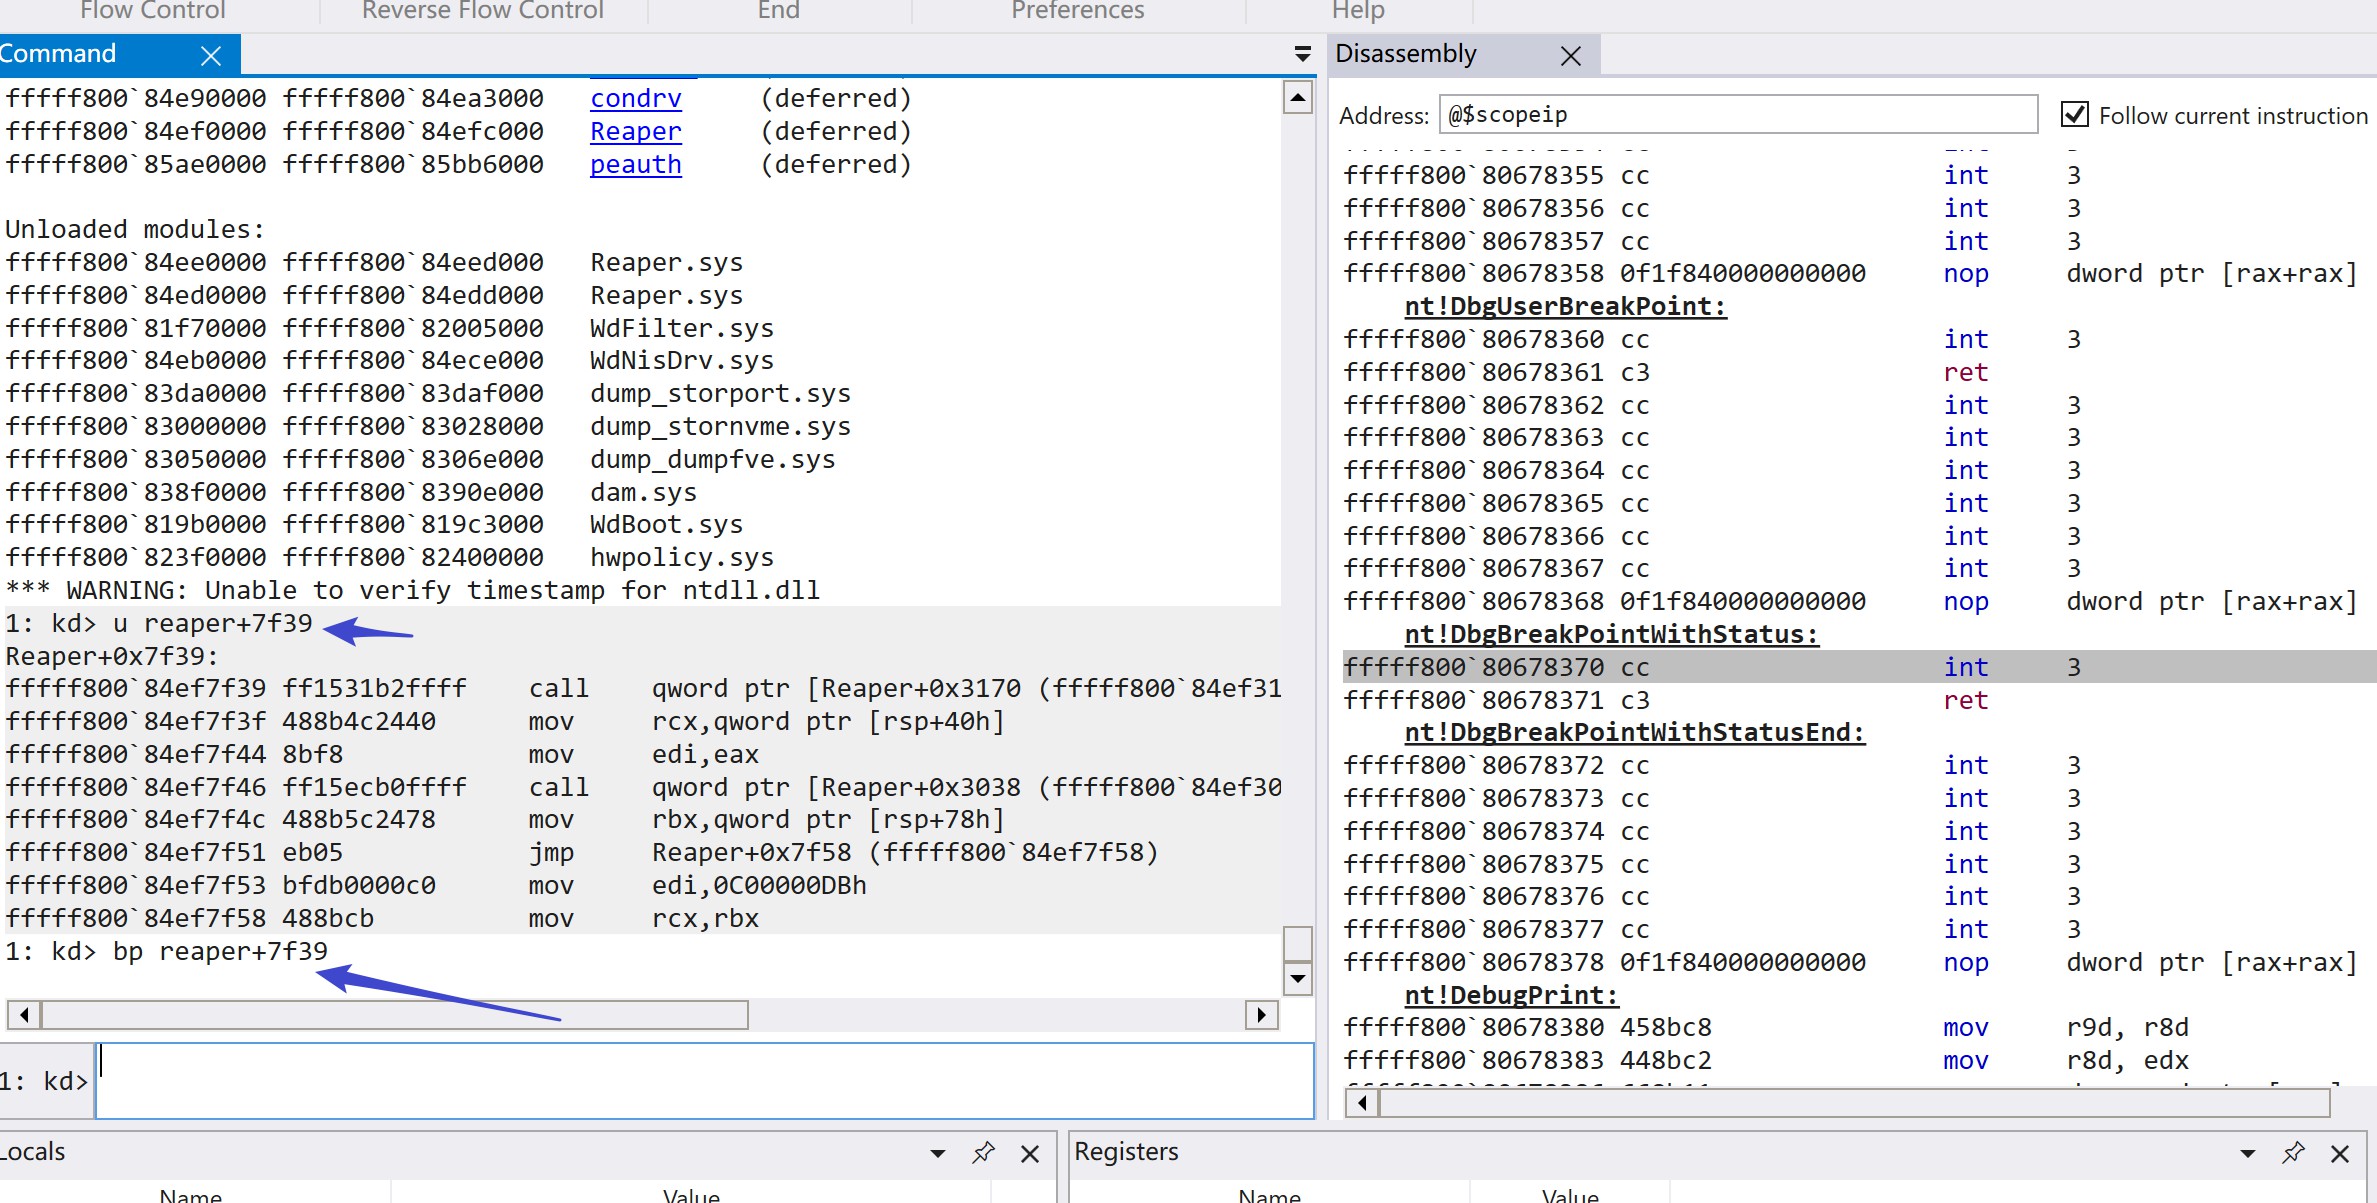 Flow Control Reverse Flow Control End Preferences Help
Command
fffff800`84e90000 fffff800`84ea3000 condrv (deferred)
fffff800`84ef0000 fffff800`84efc000 Reaper (deferred)
fffff800`85ae0000 fffff800`85bb6000 peauth (deferred)
Unloaded modules:
fffff800`84ee0000 fffff800`84eed000 Reaper.sys
fffff800`84ed0000 fffff800`84edd000 Reaper.sys
fffff800`81f70000 fffff800`82005000 WdFilter.sys
fffff800`84eb0000 fffff800`84ece000 WdNisDrv.sys
fffff800`83da0000 fffff800`83daf000 dump_storport.sys
fffff800`83000000 fffff800`83028000 dump_stornvme.sys
fffff800`83050000 fffff800`8306e000 dump_dumpfve.sys
fffff800`838f0000 fffff800`8390e000 dam.sys
fffff800`819b0000 fffff800`819c3000 WdBoot.sys
fffff800`823f0000 fffff800`82400000 hwpolicy.sys
*** WARNING: Unable to verify timestamp for ntdll.dll
1: kd> u reaper+7f39
Reaper+0x7f39:
fffff800`84ef7f39 ff1531b2ffff call qword ptr [Reaper+0x3170 (fffff800`84ef31
fffff800`84ef7f3f 488b4c2440 mov rcx,qword ptr [rsp+40h]
fffff800`84ef7f44 8bf8 mov edi,eax
fffff800`84ef7f46 ff15ecb0ffff call qword ptr [Reaper+0x3038 (fffff800`84ef30
fffff800`84ef7f4c 488b5c2478 mov rbx,qword ptr [rsp+78h]
fffff800`84ef7f51 eb05 jmp Reaper+0x7f58 (fffff800`84ef7f58)
fffff800`84ef7f53 bfdb0000c0 mov edi,0C00000DBh
fffff800`84ef7f58 488bcb mov rcx,rbx
1: kd> bp reaper+7f39
1: kd>
Disassembly
Address: @$scopeip Follow current instruction
fffff800`80678355 cc int 3
fffff800`80678356 cc int 3
fffff800`80678357 cc int 3
fffff800`80678358 0f1f840000000000 nop dword ptr [rax+rax]
nt!DbgUserBreakPoint:
fffff800`80678360 cc int 3
fffff800`80678361 c3 ret
fffff800`80678362 cc int 3
fffff800`80678363 cc int 3
fffff800`80678364 cc int 3
fffff800`80678365 cc int 3
fffff800`80678366 cc int 3
fffff800`80678367 cc int 3
fffff800`80678368 0f1f840000000000 nop dword ptr [rax+rax]
nt!DbgBreakPointWithStatus:
fffff800`80678370 cc int 3
fffff800`80678371 c3 ret
nt!DbgBreakPointWithStatusEnd:
fffff800`80678372 cc int 3
fffff800`80678373 cc int 3
fffff800`80678374 cc int 3
fffff800`80678375 cc int 3
fffff800`80678376 cc int 3
fffff800`80678377 cc int 3
fffff800`80678378 0f1f840000000000 nop dword ptr [rax+rax]
nt!DebugPrint:
fffff800`80678380 458bc8 mov r9d, r8d
fffff800`80678383 448bc2 mov r8d, edx
Locals
Name Value
Registers
Name Value